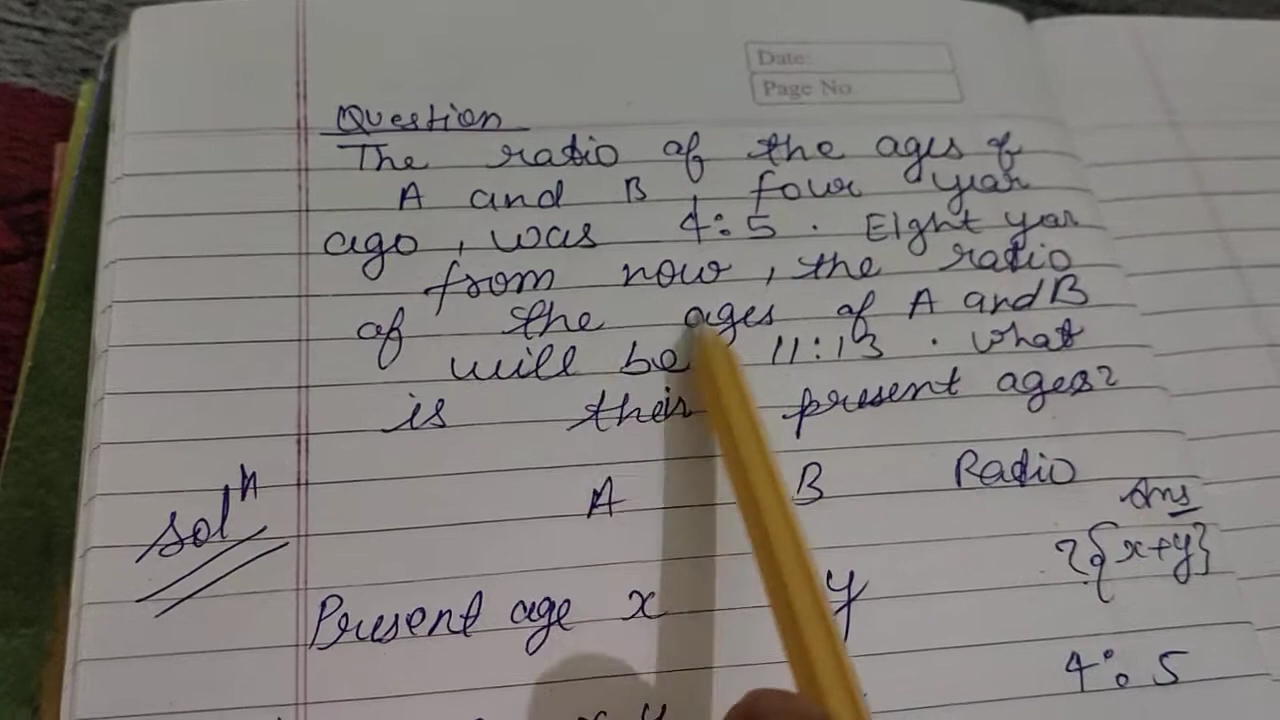 Date:
Page No.
Question
The ratio of the ages of
A and B, four year
ago, was 4:5. Eight year
from now, the ratio
of the ages of A and B
will be 11:13. what
is their present ages?
A B Ratio
Soln
Ans
?{x+y}
Present age x y
4:5